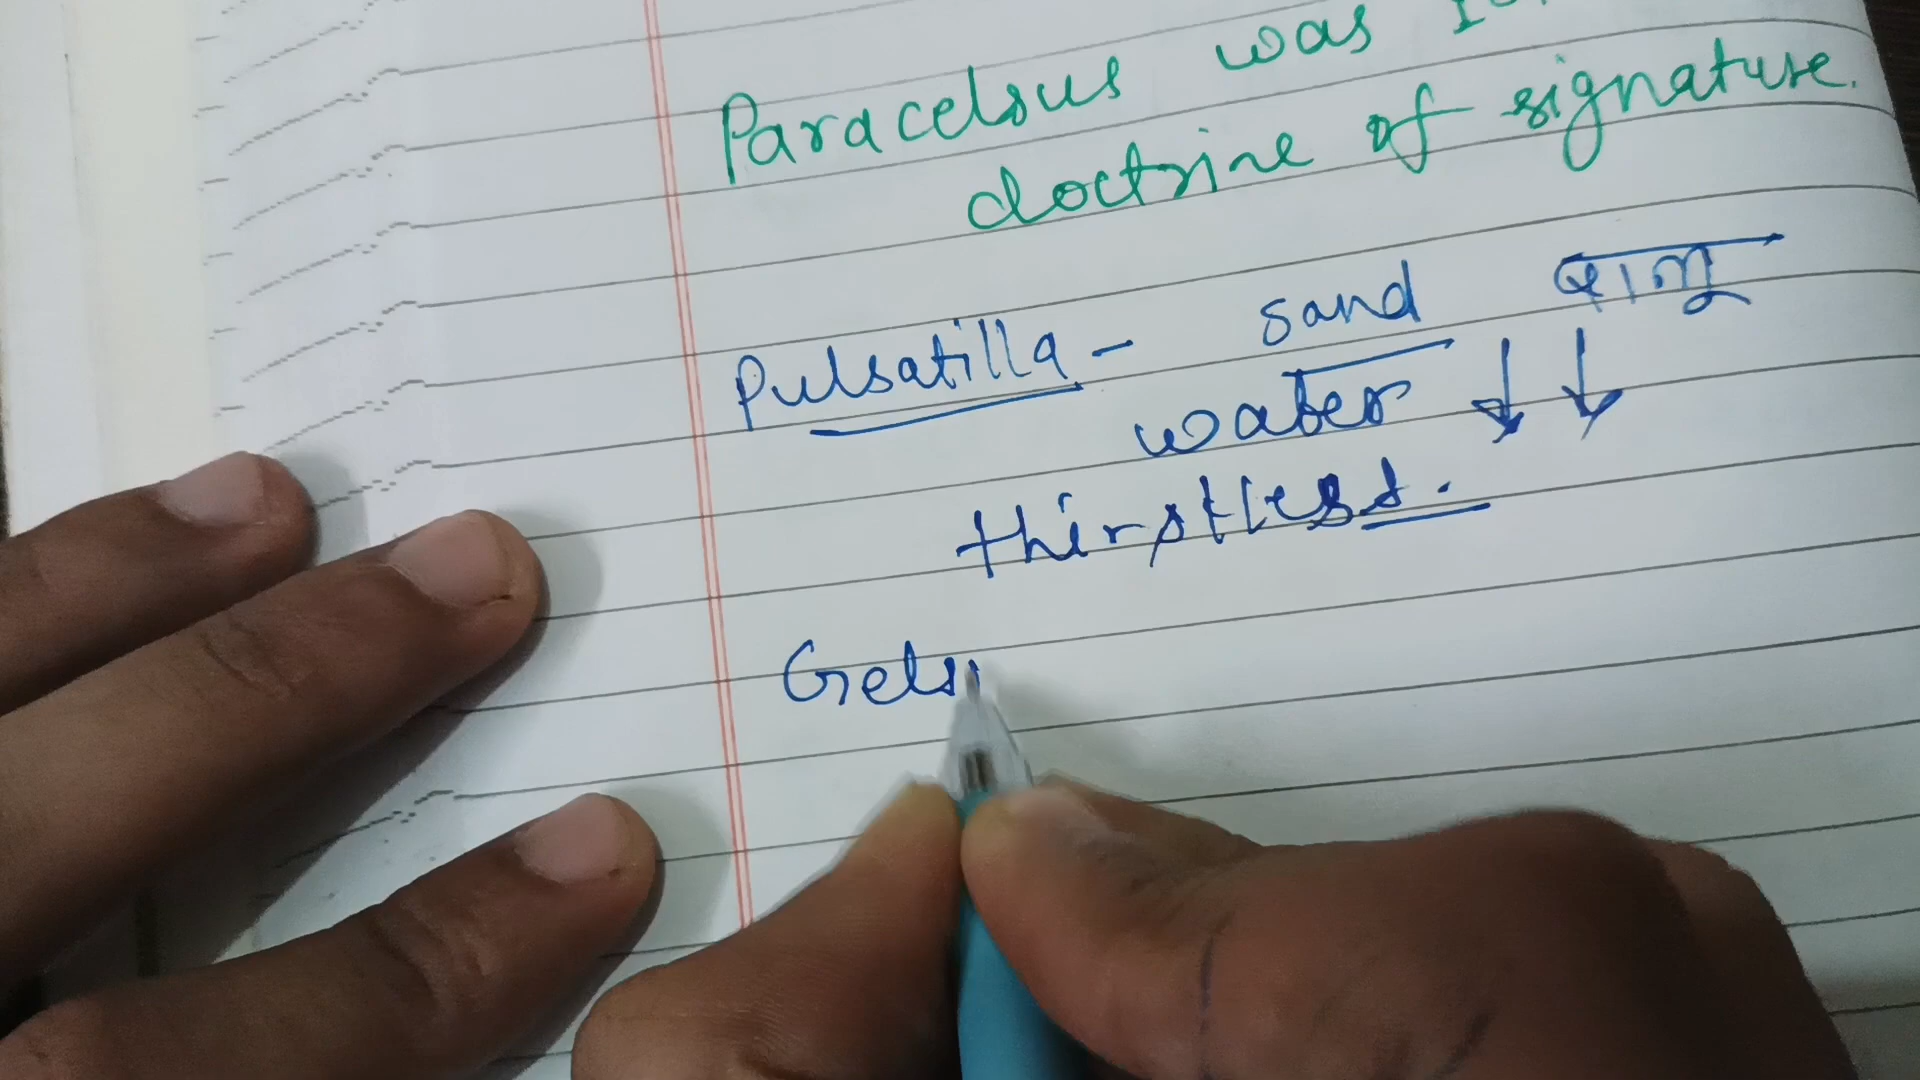 Paracelsus was
doctrine of signature.
Pulsatilla - sand बालू
water ↓ ↓
thirstless.
Gels